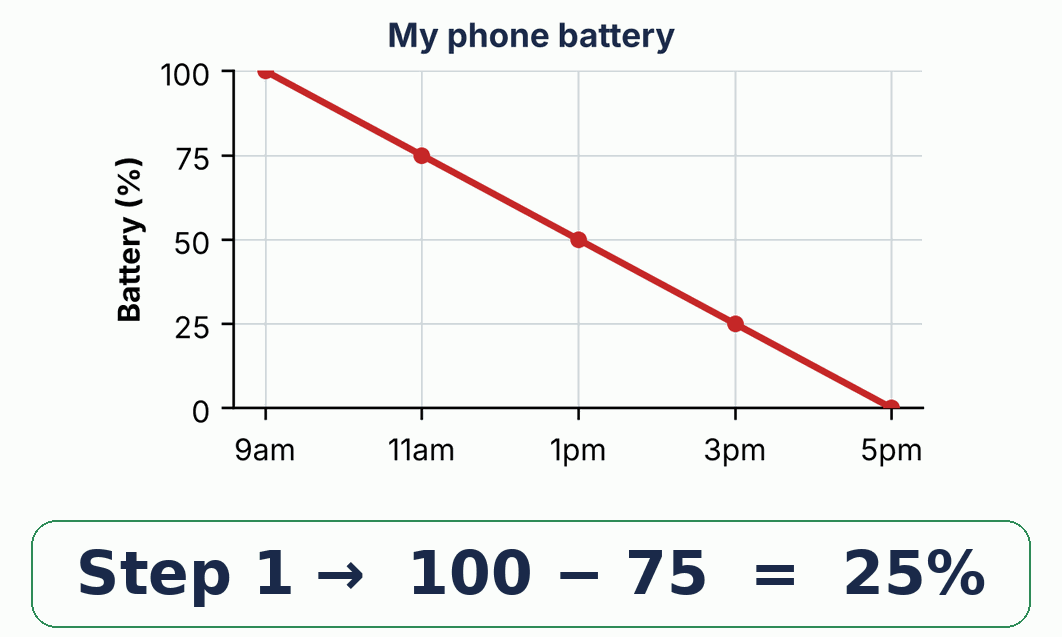 My phone battery
100
75
50
25
0
Battery (%)
9am 11am 1pm 3pm 5pm
Step 1 → 100 − 75 = 25%